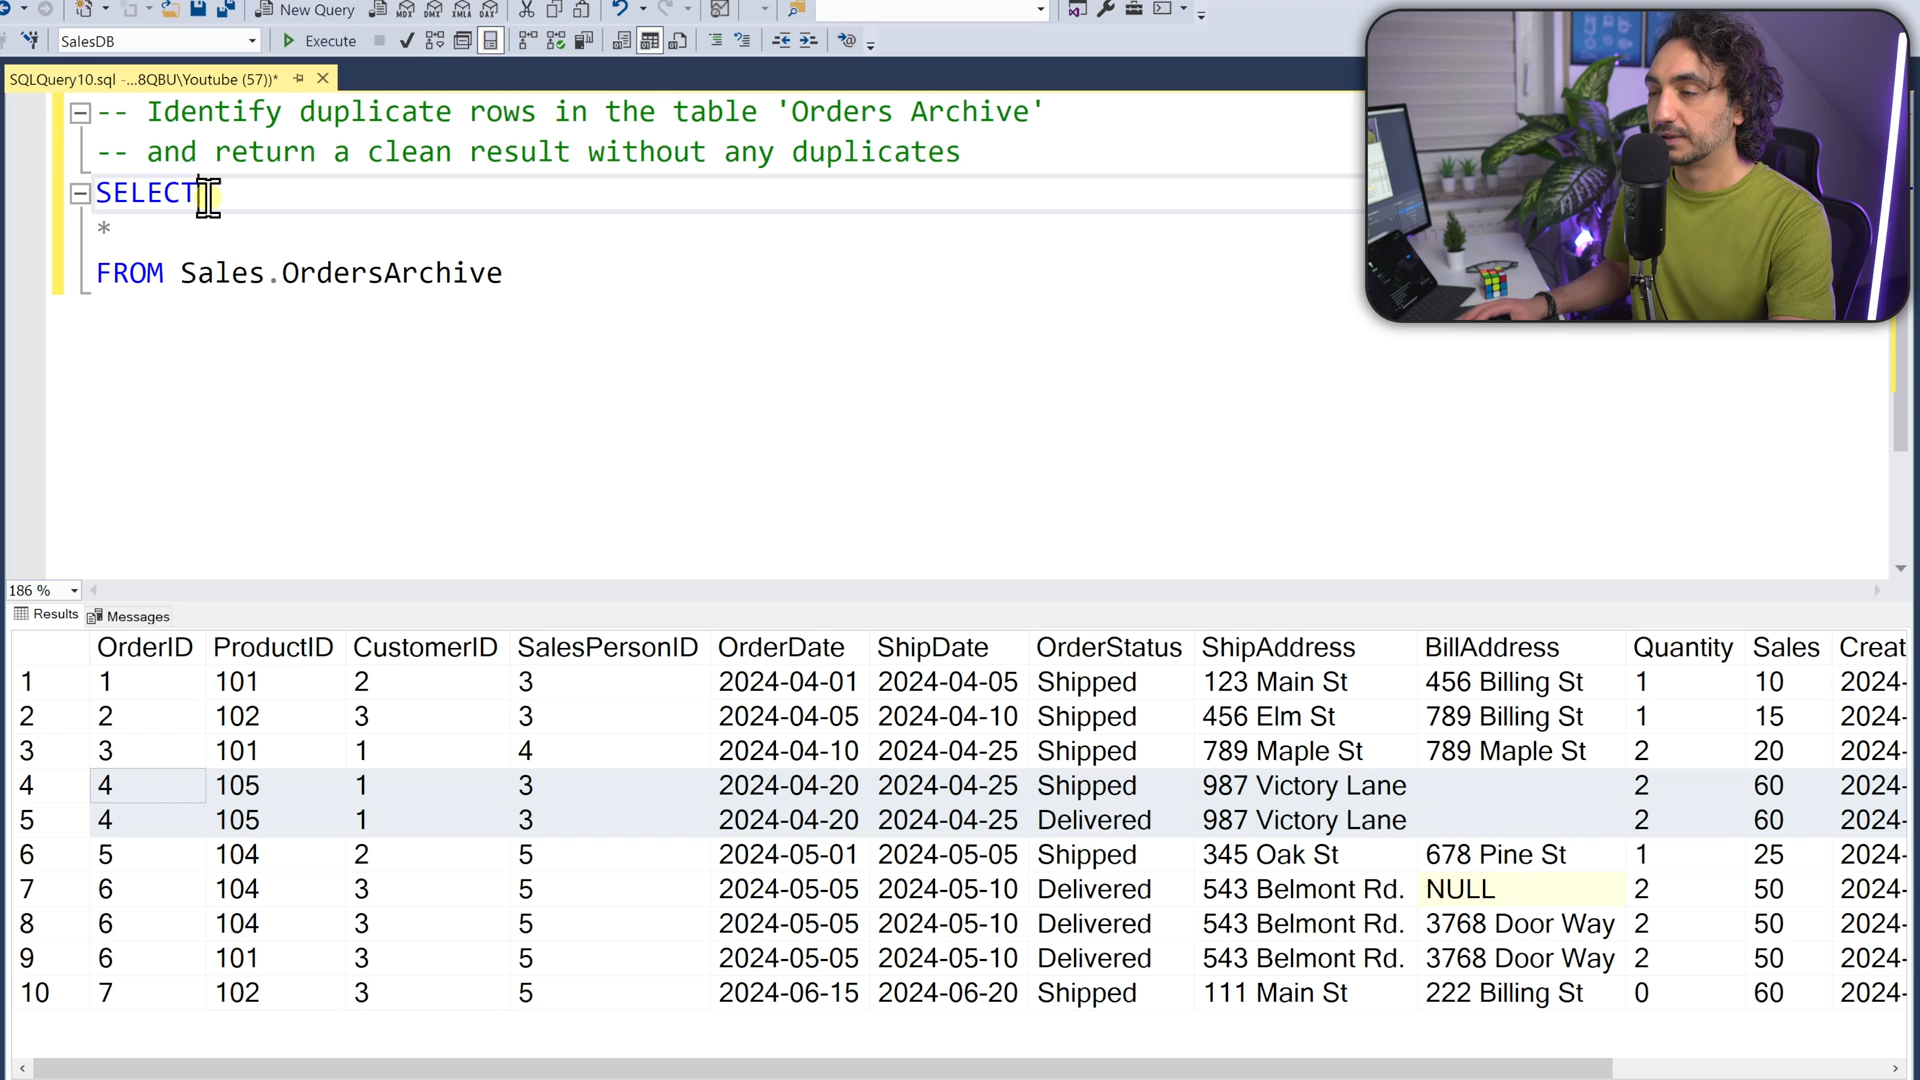 New Query
MDX DMX XMLA DAX
SalesDB
Execute
SQLQuery10.sql -...8QBU\Youtube (57))*
-- Identify duplicate rows in the table 'Orders Archive'
-- and return a clean result without any duplicates
SELECT
*
FROM Sales.OrdersArchive
186 %
Results Messages
OrderID ProductID CustomerID SalesPersonID OrderDate ShipDate OrderStatus ShipAddress BillAddress Quantity Sales Creat
1 1 101 2 3 2024-04-01 2024-04-05 Shipped 123 Main St 456 Billing St 1 10 2024-
2 2 102 3 3 2024-04-05 2024-04-10 Shipped 456 Elm St 789 Billing St 1 15 2024-
3 3 101 1 4 2024-04-10 2024-04-25 Shipped 789 Maple St 789 Maple St 2 20 2024-
4 4 105 1 3 2024-04-20 2024-04-25 Shipped 987 Victory Lane 2 60 2024-
5 4 105 1 3 2024-04-20 2024-04-25 Delivered 987 Victory Lane 2 60 2024-
6 5 104 2 5 2024-05-01 2024-05-05 Shipped 345 Oak St 678 Pine St 1 25 2024-
7 6 104 3 5 2024-05-05 2024-05-10 Delivered 543 Belmont Rd. NULL 2 50 2024-
8 6 104 3 5 2024-05-05 2024-05-10 Delivered 543 Belmont Rd. 3768 Door Way 2 50 2024-
9 6 101 3 5 2024-05-05 2024-05-10 Delivered 543 Belmont Rd. 3768 Door Way 2 50 2024-
10 7 102 3 5 2024-06-15 2024-06-20 Shipped 111 Main St 222 Billing St 0 60 2024-